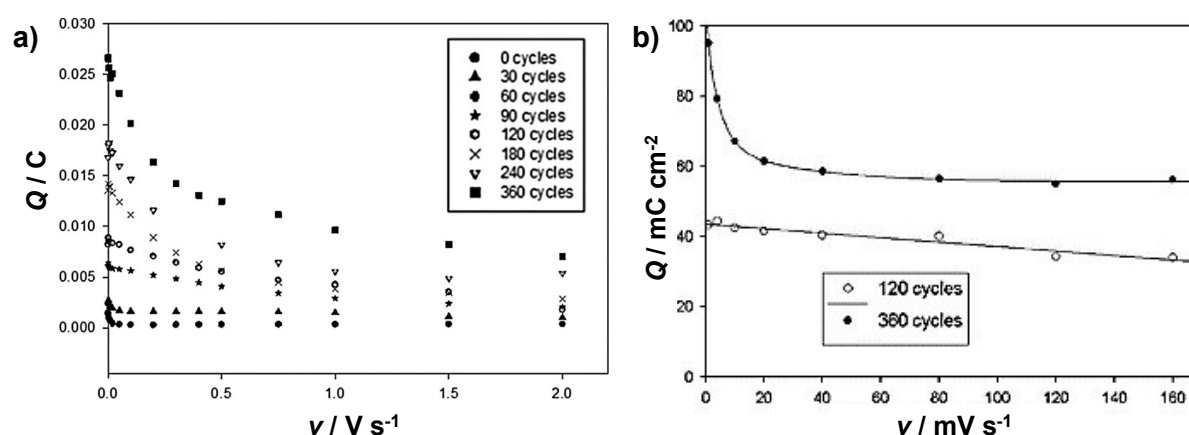 a)
Q / C
0.030
0.025
0.020
0.015
0.010
0.005
0.000
0 cycles
30 cycles
60 cycles
90 cycles
120 cycles
180 cycles
240 cycles
360 cycles
0.0 0.5 1.0 1.5 2.0
v / V s-1
b)
Q / mC cm-2
100
80
60
40
20
0
120 cycles
360 cycles
0 20 40 60 80 100 120 140 160
v / mV s-1